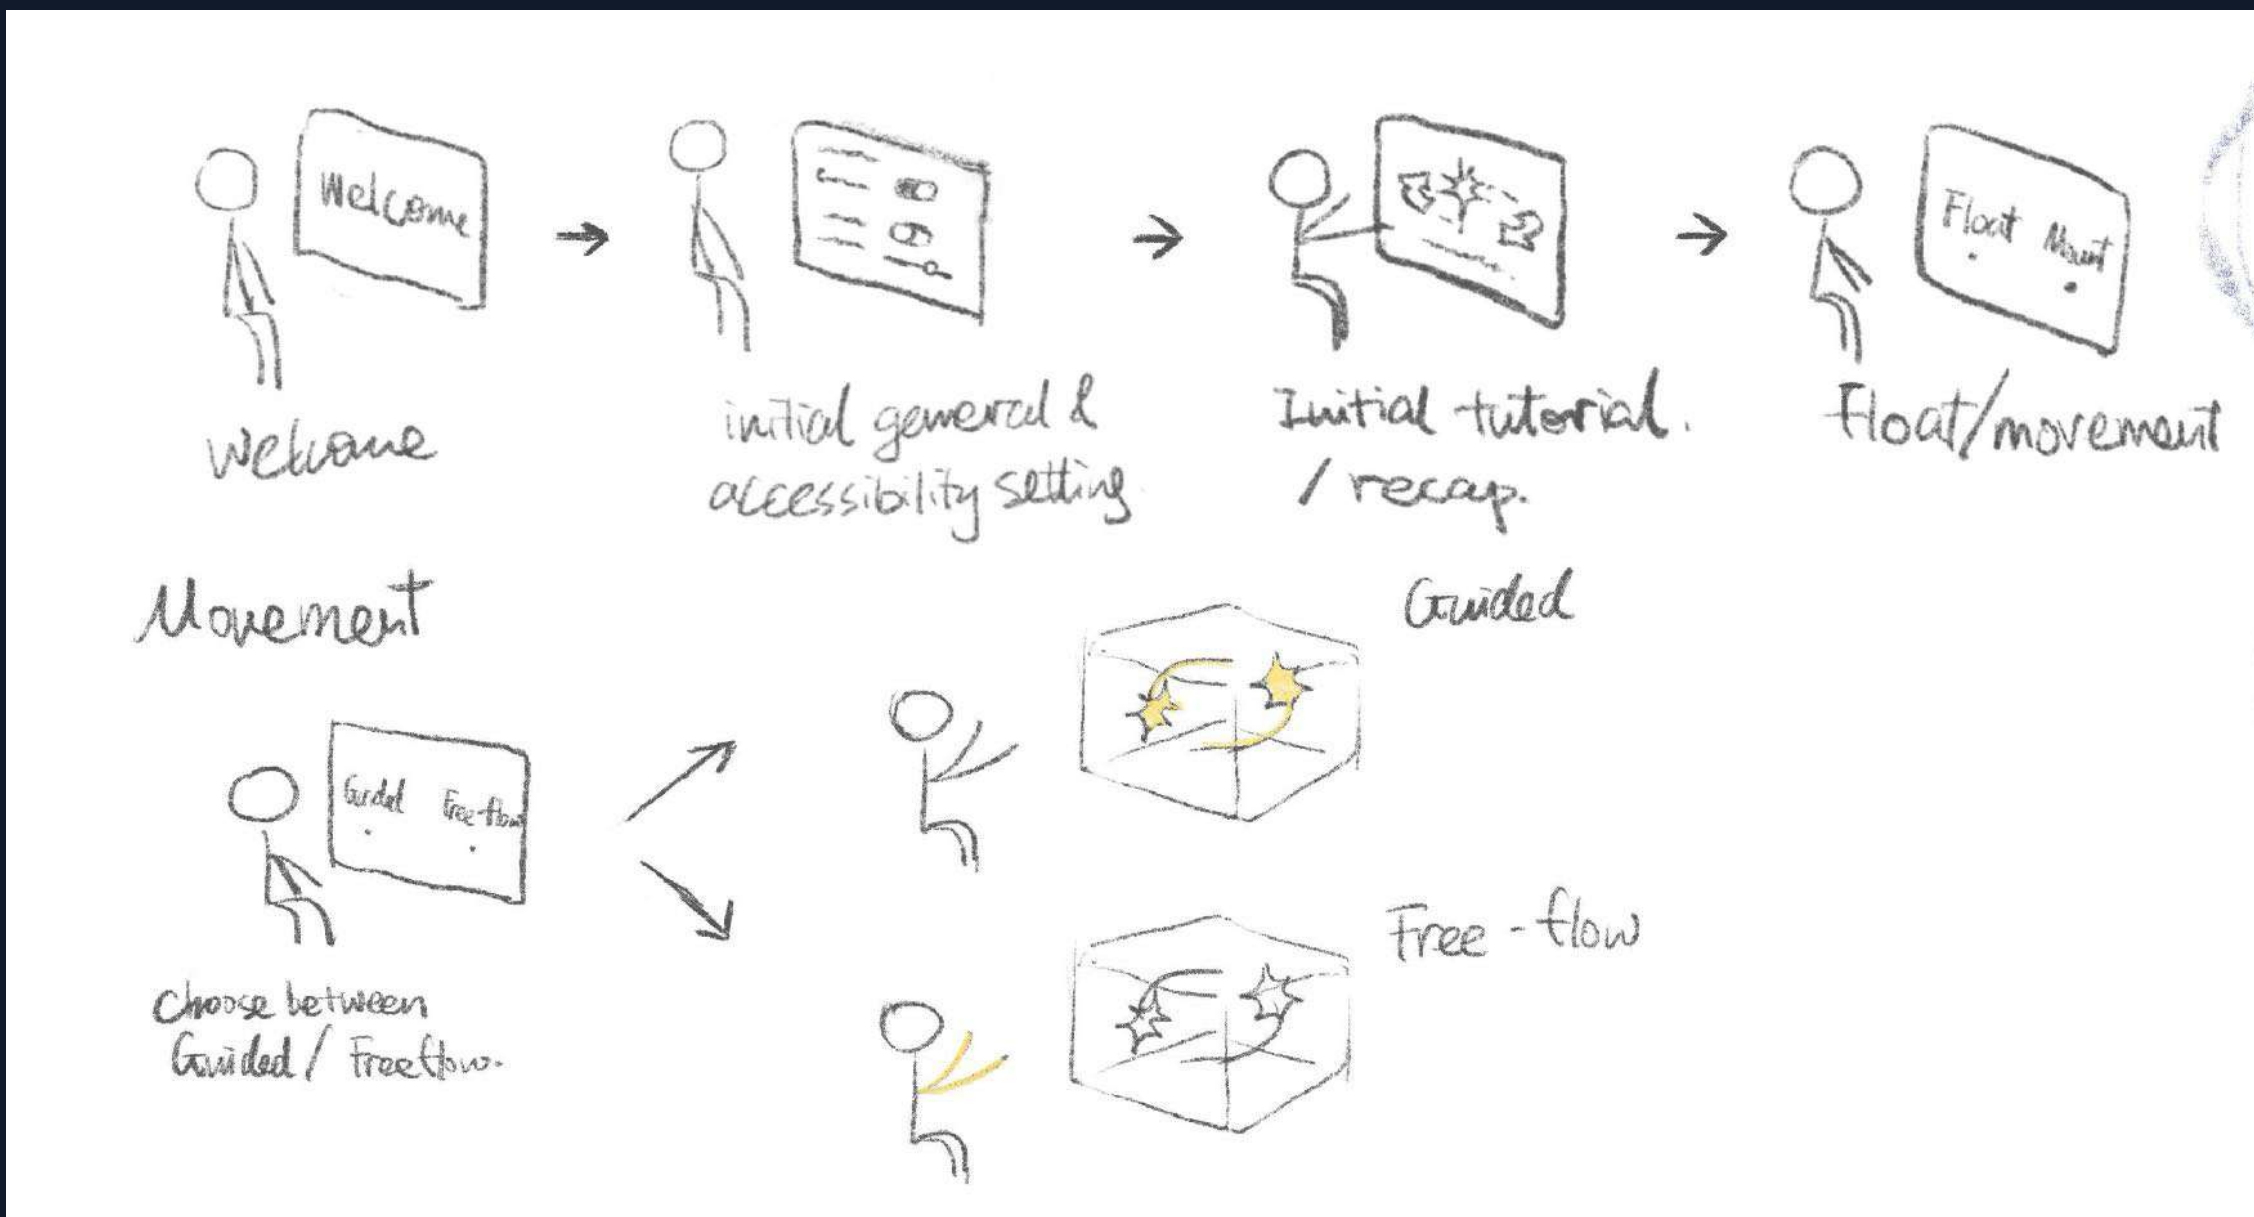 Welcome
Float Mount
Welcome
initial general &
accessibility setting.
Initial tutorial.
/ recap.
Float/movement
Movement
Guided Free-flow
Choose between
Guided / Freeflow.
Guided
Free-flow